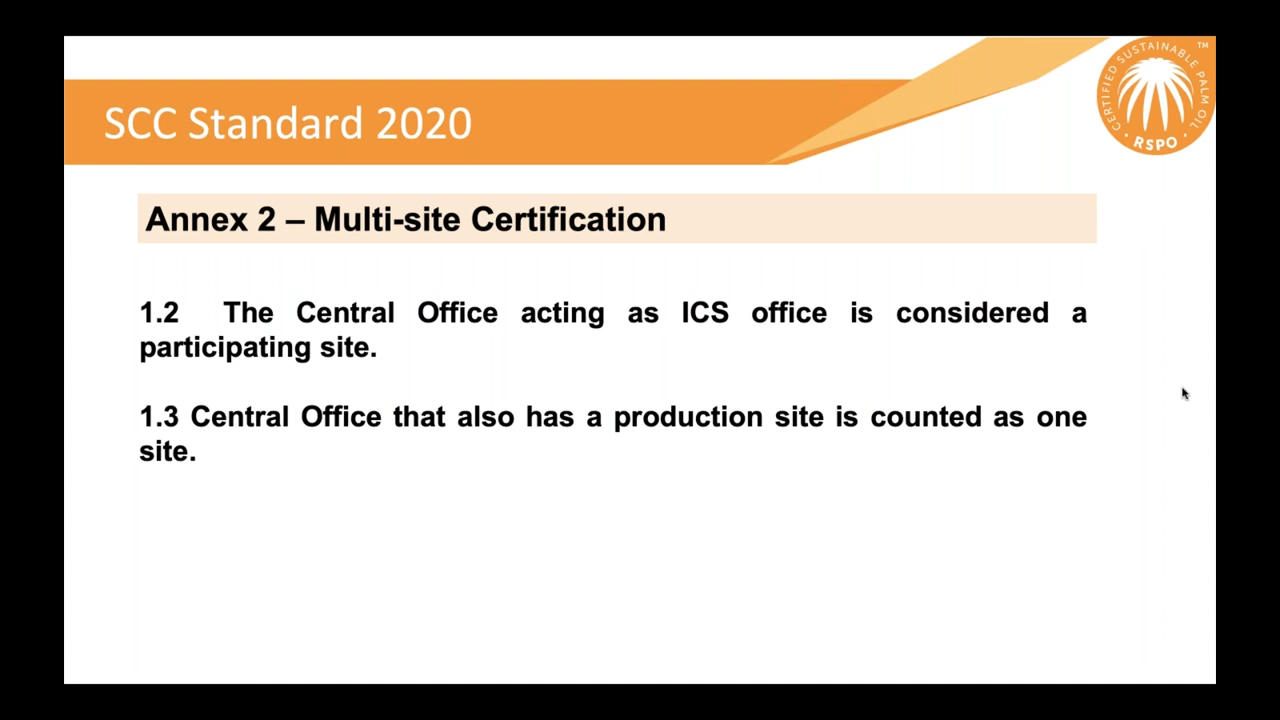 SCC Standard 2020
CERTIFIED SUSTAINABLE PALM OIL
TM
RSPO
Annex 2 – Multi-site Certification
1.2 The Central Office acting as ICS office is considered a
participating site.
1.3 Central Office that also has a production site is counted as one
site.